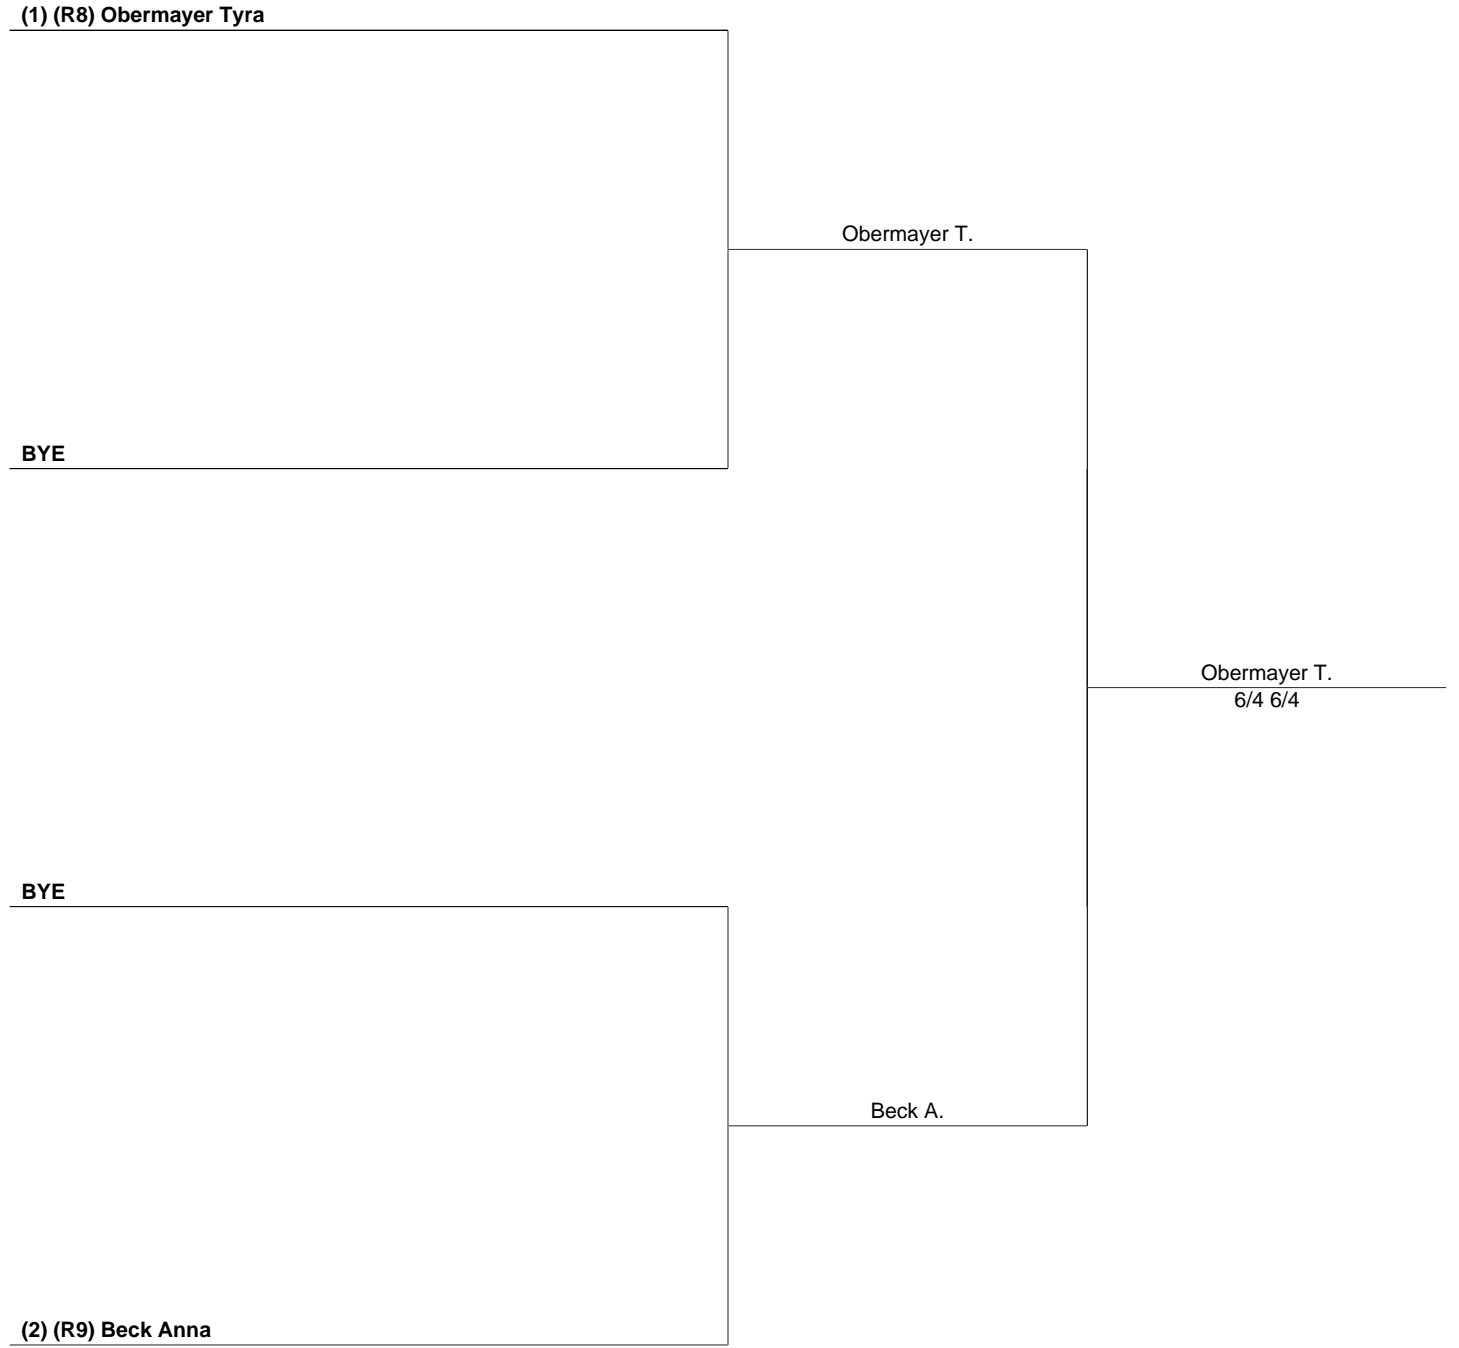 (1) (R8) Obermayer Tyra
Obermayer T.
BYE
Obermayer T.
6/4 6/4
BYE
Beck A.
(2) (R9) Beck Anna